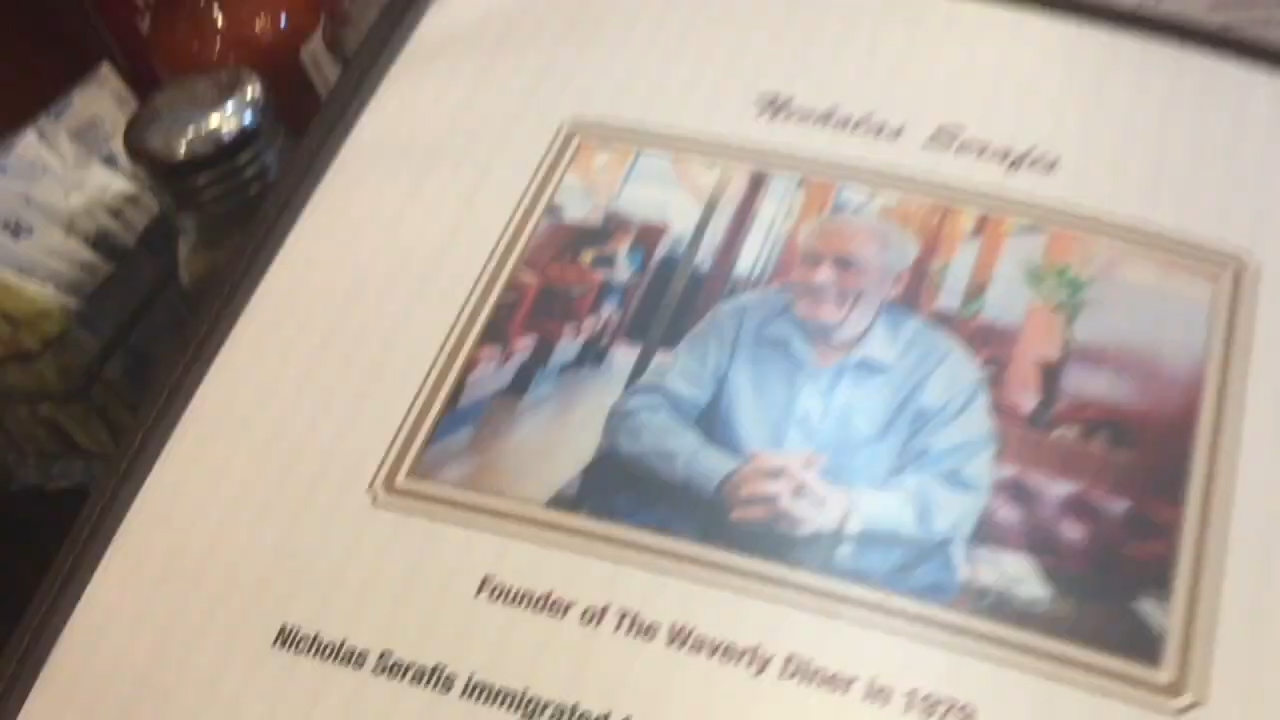 Nicholas Serafis
Founder of The Waverly Diner in 1979
Nicholas Serafis immigrated